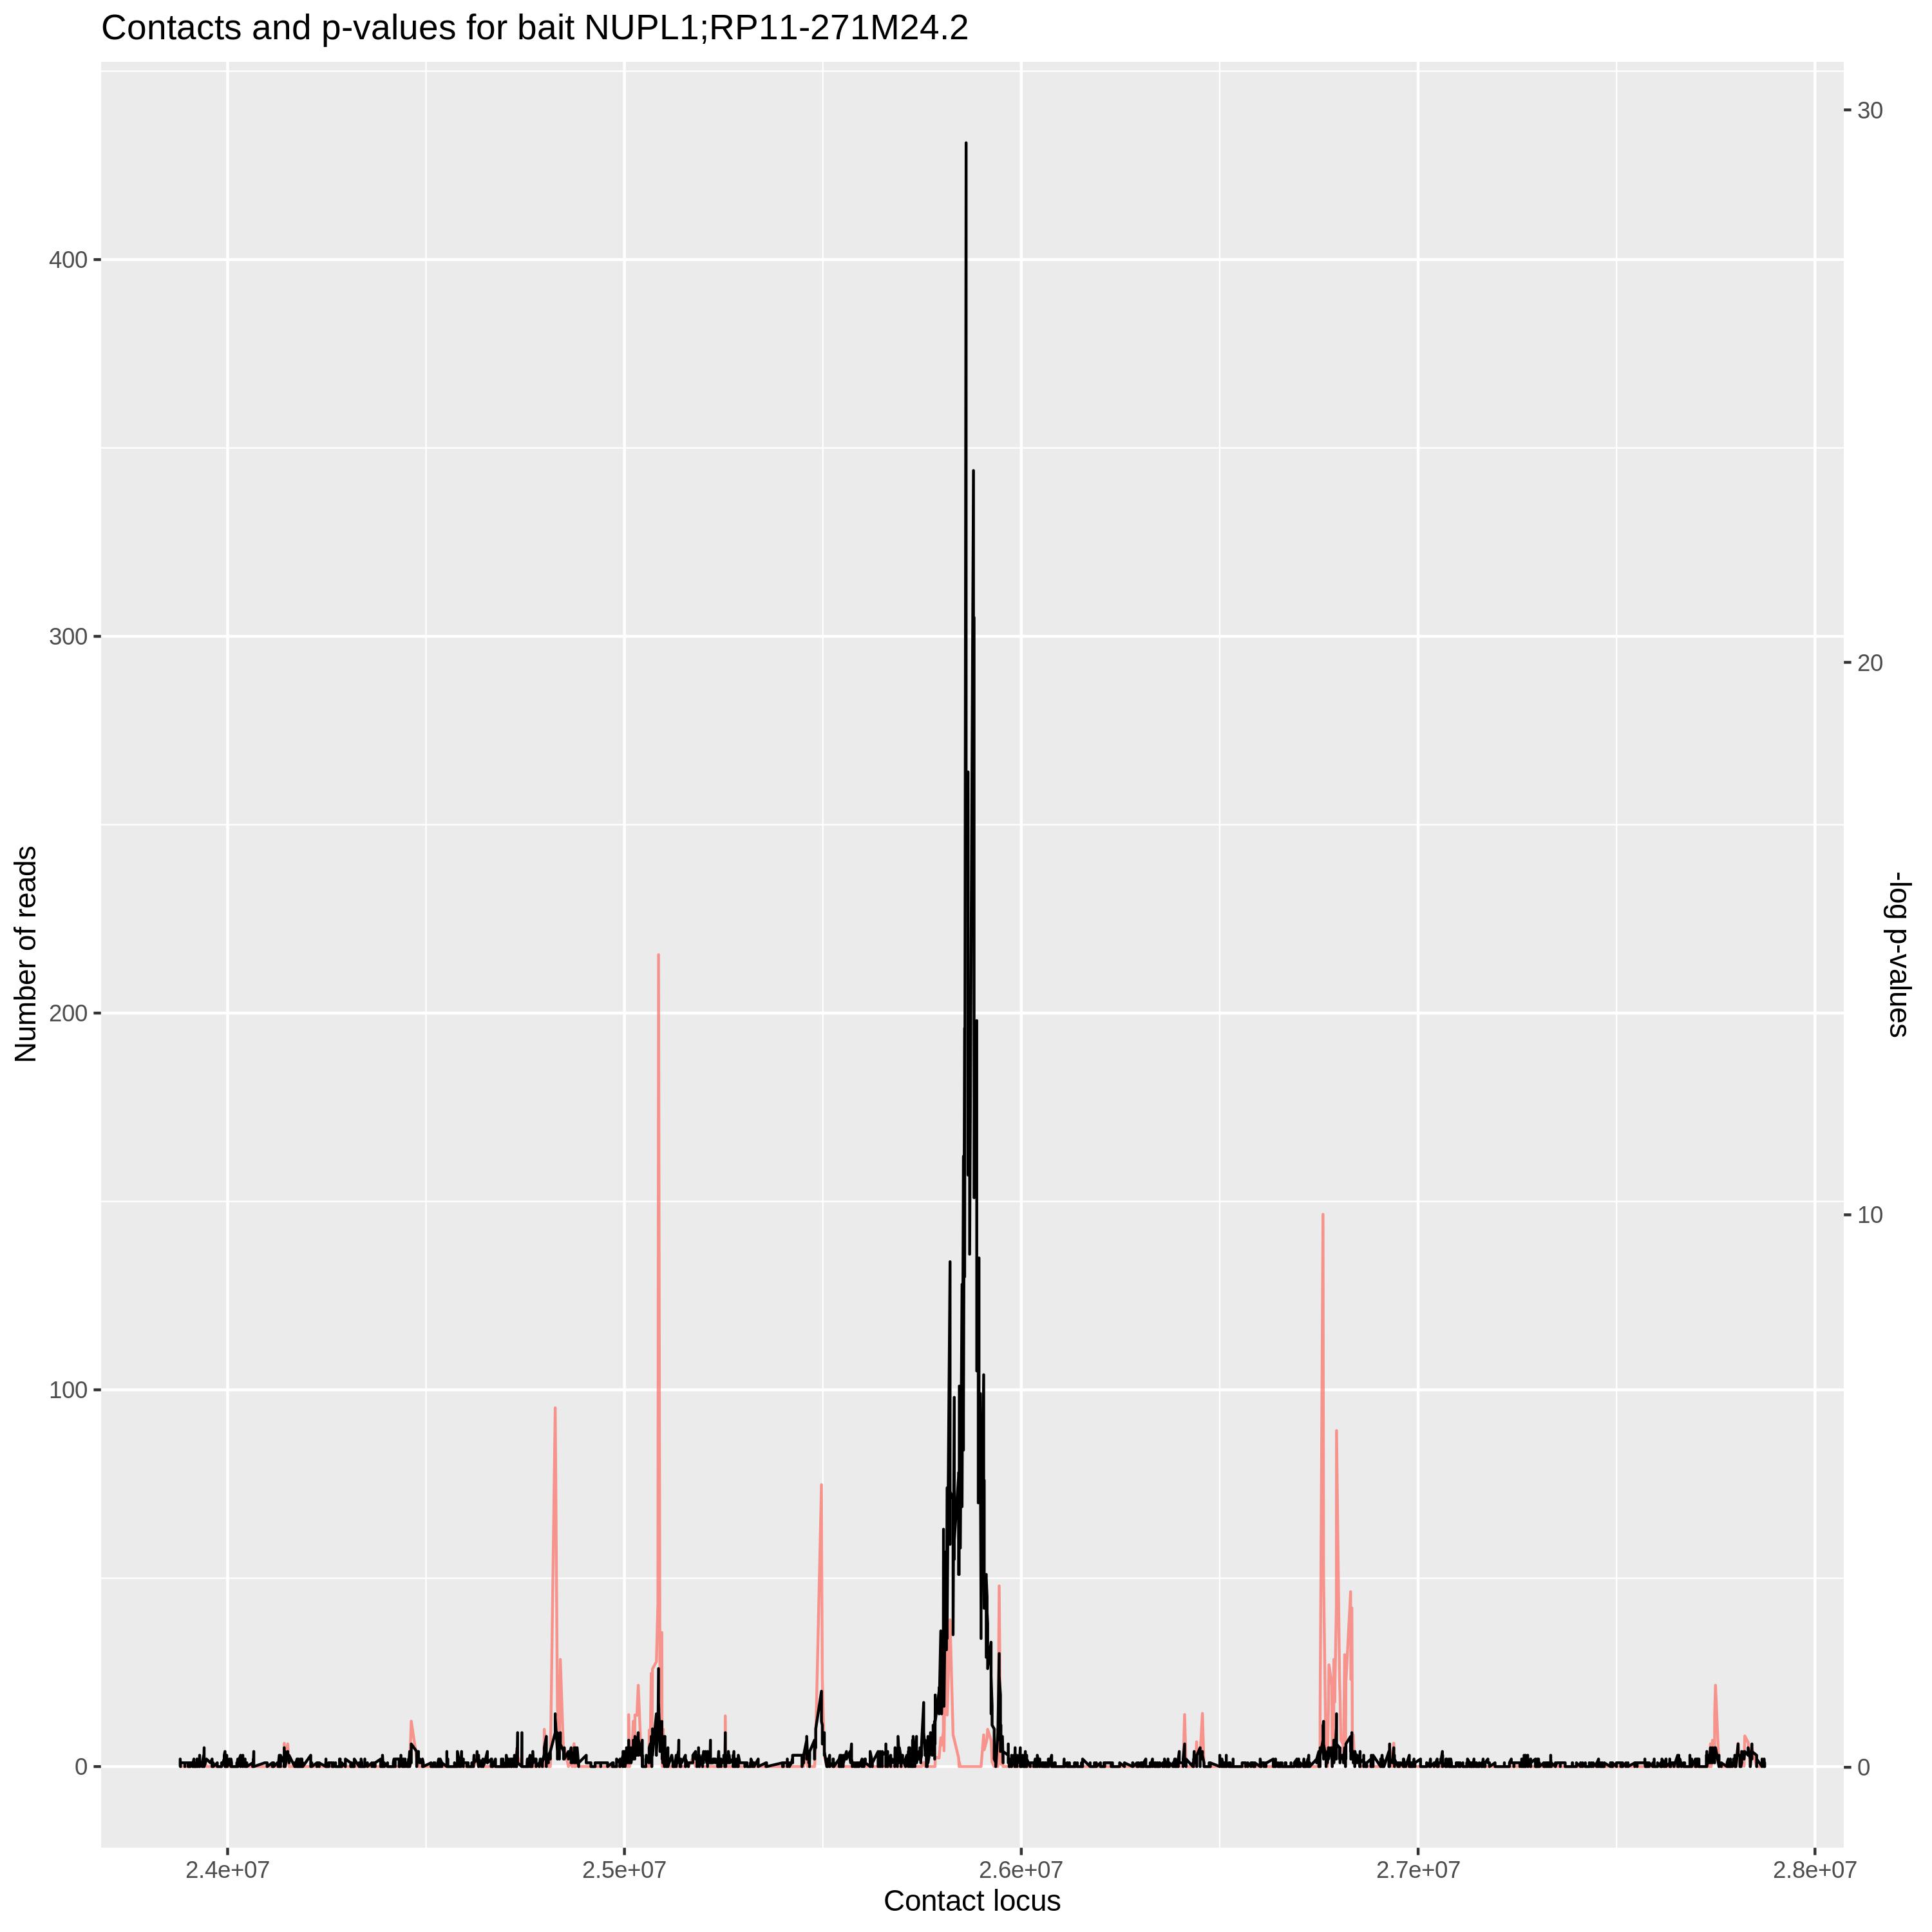 Contacts and p-values for bait NUPL1;RP11-271M24.2
Number of reads
400
300
200
100
0
30
20
10
0
-log p-values
2.4e+07
2.5e+07
2.6e+07
2.7e+07
2.8e+07
Contact locus